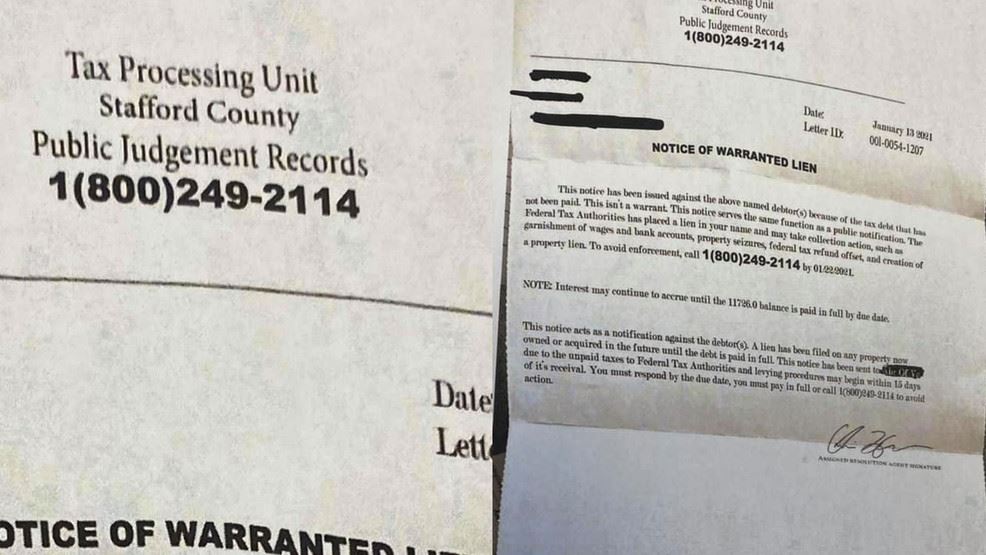 Tax Processing Unit
Stafford County
Public Judgement Records
1(800)249-2114
Date
OTICE OF WARRANTED
Unit
Stafford County
Public Judgement Records
1(800)249-2114
Date: January 13 2021
Letter ID: 001-0054-1207
NOTICE OF WARRANTED LIEN
This notice has been issued against the above named debtor(s) because of the tax debt that has
not been paid. This isn't a warrant. This notice serves the same function as a public notification. The
Federal Tax Authorities has placed a lien in your name and may take collection action, such as
garnishment of wages and bank accounts, property seizures, federal tax refund offset, and creation of
a property lien. To avoid enforcement, call 1(800)249-2114 by 01/22/2021.
NOTE: Interest may continue to accrue until the 11726.0 balance is paid in full by due date.
This notice acts as a notification against the debtor(s). A lien has been filed on any property now
owned or acquired in the future until the debt is paid in full. This notice has been sent to
due to the unpaid taxes to Federal Tax Authorities and levying procedures may begin within 15 days
of it's receival. You must respond by the due date, you must pay in full or call 1(800)249-2114 to avoid
action.
ASSIGNED RESOLUTION AGENT SIGNATURE